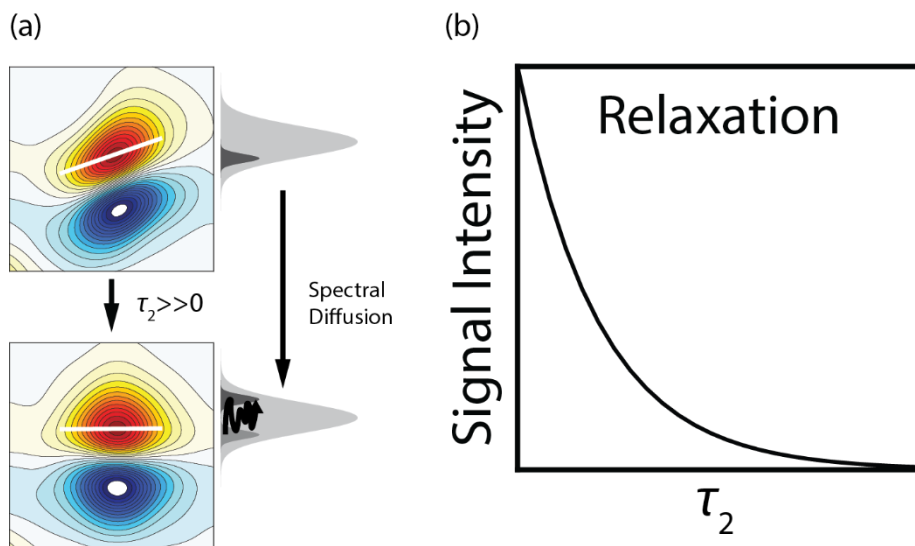 (a)
(b)
τ2>>0
Spectral
Diffusion
Relaxation
Signal Intensity
τ2